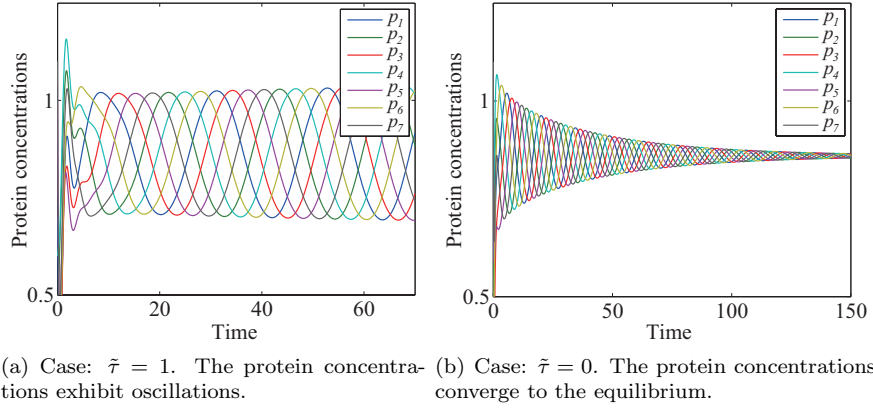 Protein concentrations
1
0.5
0
20
40
60
Time
p1
p2
p3
p4
p5
p6
p7
Protein concentrations
1
0.5
0
50
100
150
Time
p1
p2
p3
p4
p5
p6
p7
(a) Case: τ̃ = 1. The protein concentra-
tions exhibit oscillations.
(b) Case: τ̃ = 0. The protein concentrations
converge to the equilibrium.